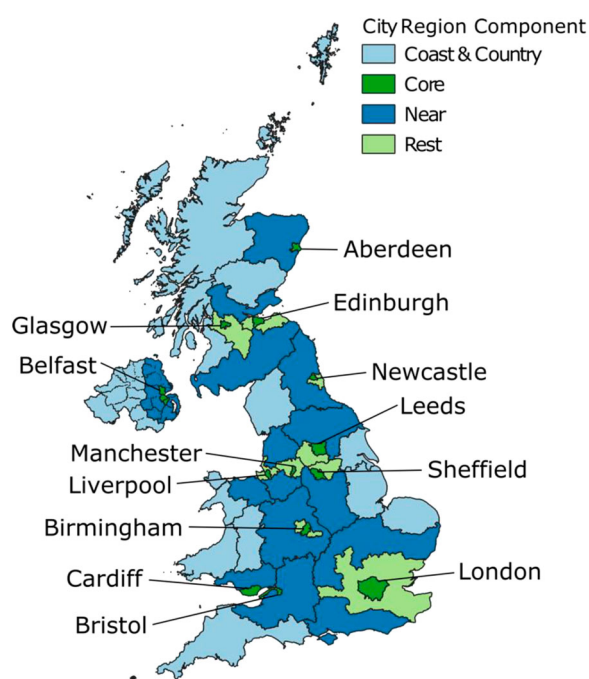 City Region Component
Coast & Country
Core
Near
Rest
Aberdeen
Edinburgh
Glasgow
Belfast
Newcastle
Leeds
Manchester
Liverpool
Sheffield
Birmingham
Cardiff
London
Bristol